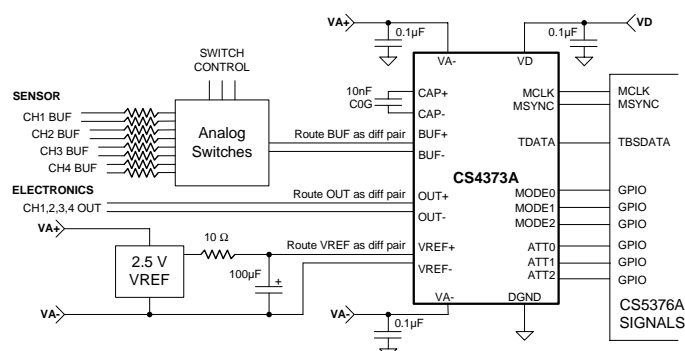 VA+
0.1µF
0.1µF
VD
VA-
VD
SWITCH
CONTROL
SENSOR
CH1 BUF
CH2 BUF
CH3 BUF
CH4 BUF
Analog
Switches
10nF
C0G
CAP+
CAP-
Route BUF as diff pair
BUF+
BUF-
CS4373A
MCLK
MSYNC
MCLK
MSYNC
TDATA
TBSDATA
ELECTRONICS
CH1,2,3,4 OUT
Route OUT as diff pair
OUT+
OUT-
MODE0
MODE1
MODE2
GPIO
GPIO
GPIO
VA+
2.5 V
VREF
10 Ω
100µF
+
Route VREF as diff pair
VREF+
VREF-
ATT0
ATT1
ATT2
GPIO
GPIO
GPIO
VA-
VA-
0.1µF
VA-
DGND
CS5376A
SIGNALS